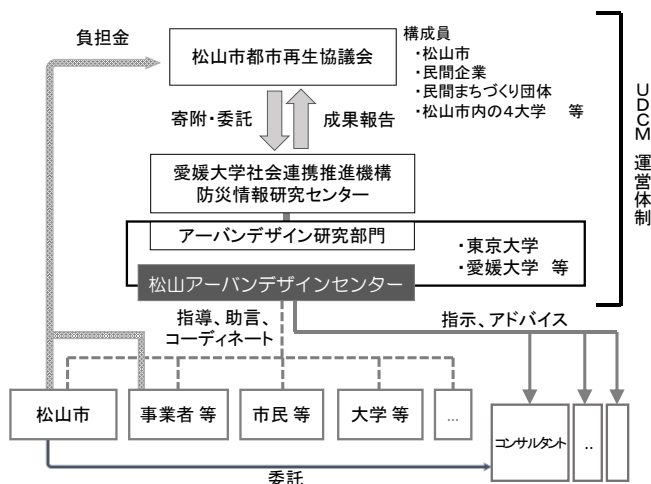 負担金
松山市都市再生協議会
構成員
・松山市
・民間企業
・民間まちづくり団体
・松山市内の4大学 等
寄附・委託
成果報告
愛媛大学社会連携推進機構
防災情報研究センター
アーバンデザイン研究部門
・東京大学
・愛媛大学 等
松山アーバンデザインセンター
UDCM 運営体制
指導、助言、
コーディネート
指示、アドバイス
松山市
事業者 等
市民 等
大学 等
...
コンサルタント
..
委託